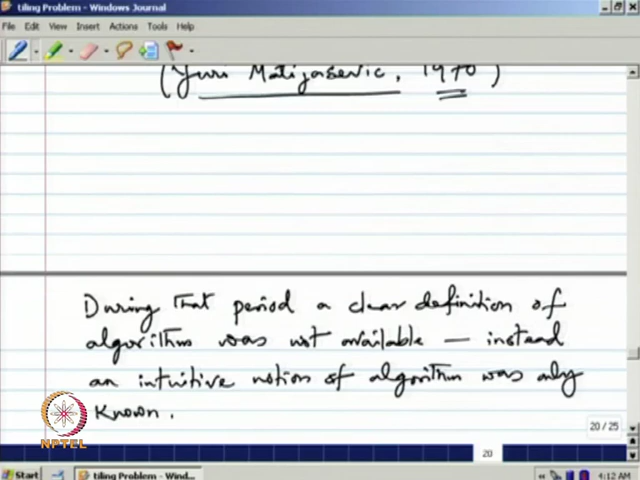 tiling Problem - Windows Journal
File Edit View Insert Actions Tools Help
(Yuri Matijasevic, 1970)
During that period a clear definition of
algorithm was not available — instead
an intuitive notion of algorithm was only
known.
NPTEL
20 / 25
20
Start
tiling Problem - Wind...
4:12 AM